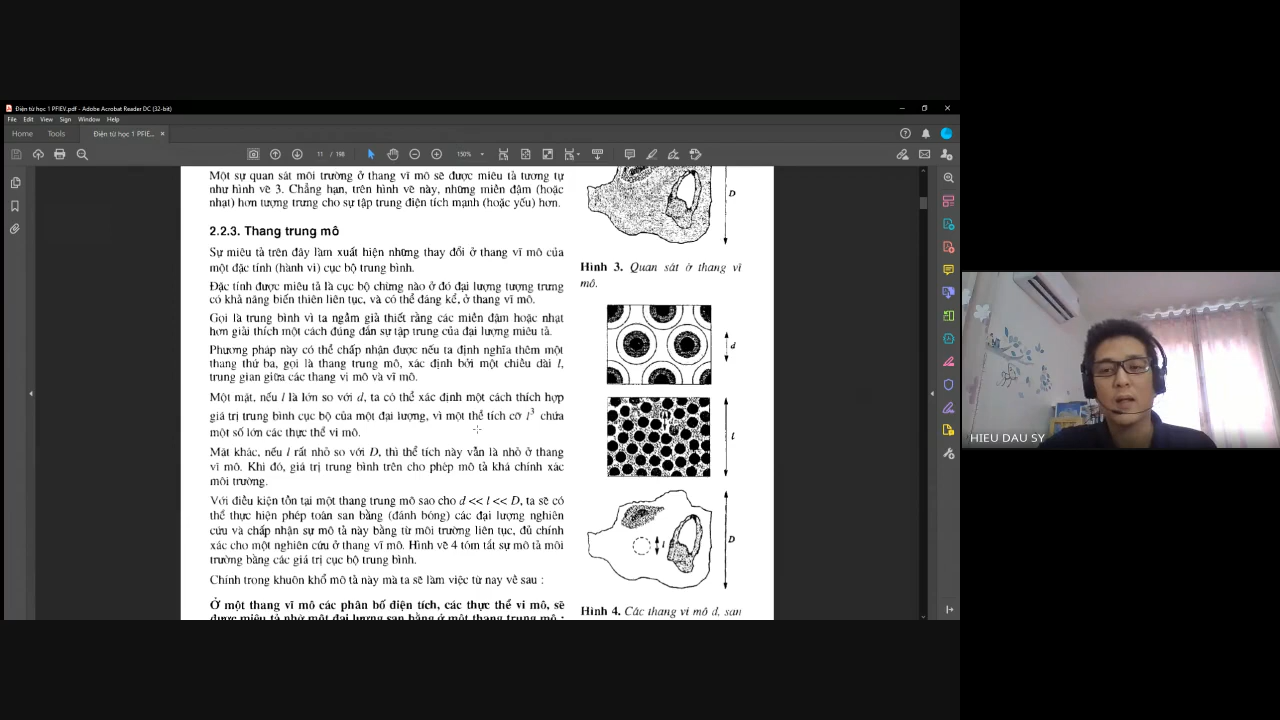 Điện từ học 1 PFIEV.pdf - Adobe Acrobat Reader DC (32-bit)
File Edit View Sign Window Help
Home Tools Điện từ học 1 PFIE... ×
11 / 198 150%
Một sự quan sát môi trường ở thang vĩ mô sẽ được miêu tả tương tự
như hình vẽ 3. Chẳng hạn, trên hình vẽ này, những miền đậm (hoặc
nhạt) hơn tượng trưng cho sự tập trung điện tích mạnh (hoặc yếu) hơn.
D
2.2.3. Thang trung mô
Sự miêu tả trên đây làm xuất hiện những thay đổi ở thang vĩ mô của
một đặc tính (hành vi) cục bộ trung bình.
Đặc tính được miêu tả là cục bộ chừng nào ở đó đại lượng tượng trưng
có khả năng biến thiên liên tục, và có thể đáng kể, ở thang vĩ mô.
Gọi là trung bình vì ta ngầm giả thiết rằng các miền đậm hoặc nhạt
hơn giải thích một cách đúng đắn sự tập trung của đại lượng miêu tả.
Phương pháp này có thể chấp nhận được nếu ta định nghĩa thêm một
thang thứ ba, gọi là thang trung mô, xác định bởi một chiều dài l,
trung gian giữa các thang vi mô và vĩ mô.
Một mặt, nếu l là lớn so với d, ta có thể xác định một cách thích hợp
giá trị trung bình cục bộ của một đại lượng, vì một thể tích cỡ l³ chứa
một số lớn các thực thể vi mô.
Mặt khác, nếu l rất nhỏ so với D, thì thể tích này vẫn là nhỏ ở thang
vĩ mô. Khi đó, giá trị trung bình trên cho phép mô tả khá chính xác
môi trường.
Với điều kiện tồn tại một thang trung mô sao cho d << l << D, ta sẽ có
thể thực hiện phép toán san bằng (đánh bóng) các đại lượng nghiên
cứu và chấp nhận sự mô tả này bằng từ môi trường liên tục, đủ chính
xác cho một nghiên cứu ở thang vĩ mô. Hình vẽ 4 tóm tắt sự mô tả môi
trường bằng các giá trị cục bộ trung bình.
Chính trong khuôn khổ mô tả này mà ta sẽ làm việc từ nay về sau :
Ở một thang vĩ mô các phân bố điện tích, các thực thể vi mô, sẽ
được miêu tả nhờ một đại lượng san bằng ở một thang trung mô :
Hình 3. Quan sát ở thang vĩ
mô.
d
l
l
D
Hình 4. Các thang vi mô d, san
HIEU DAU SY